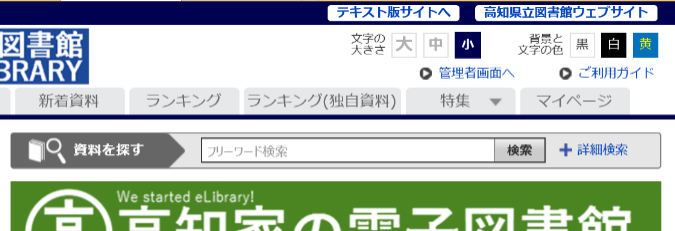 テキスト版サイトへ 高知県立図書館ウェブサイト
図書館
BRARY
文字の
大きさ
大 中 小
背景と
文字の色
黒 白 黄
管理者画面へ ご利用ガイド
新着資料 ランキング ランキング(独自資料) 特集 マイページ
資料を探す フリーワード検索 検索 詳細検索
We started eLibrary!
高 高知家の電子図書館